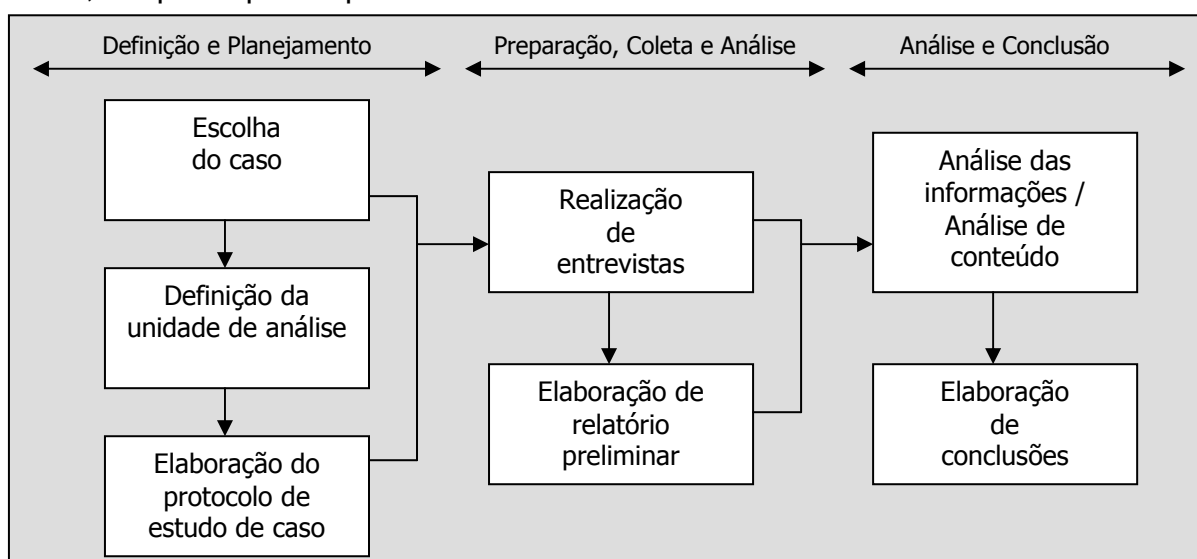 Definição e Planejamento
Preparação, Coleta e Análise
Análise e Conclusão
Escolha
do caso
Definição da
unidade de análise
Elaboração do
protocolo de
estudo de caso
Realização
de
entrevistas
Elaboração de
relatório
preliminar
Análise das
informações /
Análise de
conteúdo
Elaboração
de
conclusões